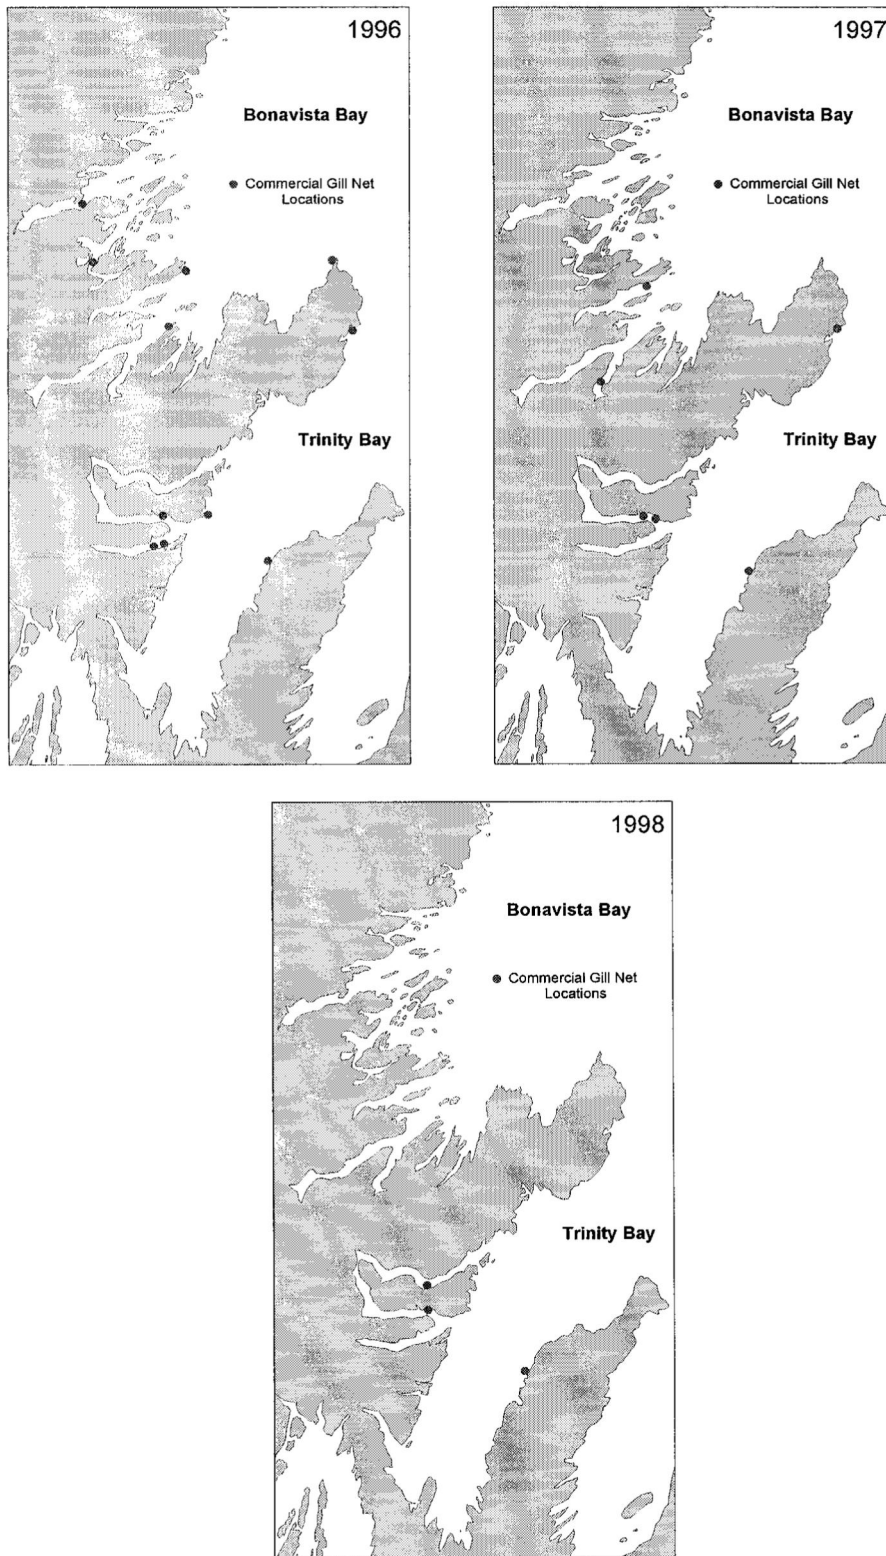 1996
Bonavista Bay
Commercial Gill Net
Locations
Trinity Bay
1997
Bonavista Bay
Commercial Gill Net
Locations
Trinity Bay
1998
Bonavista Bay
Commercial Gill Net
Locations
Trinity Bay